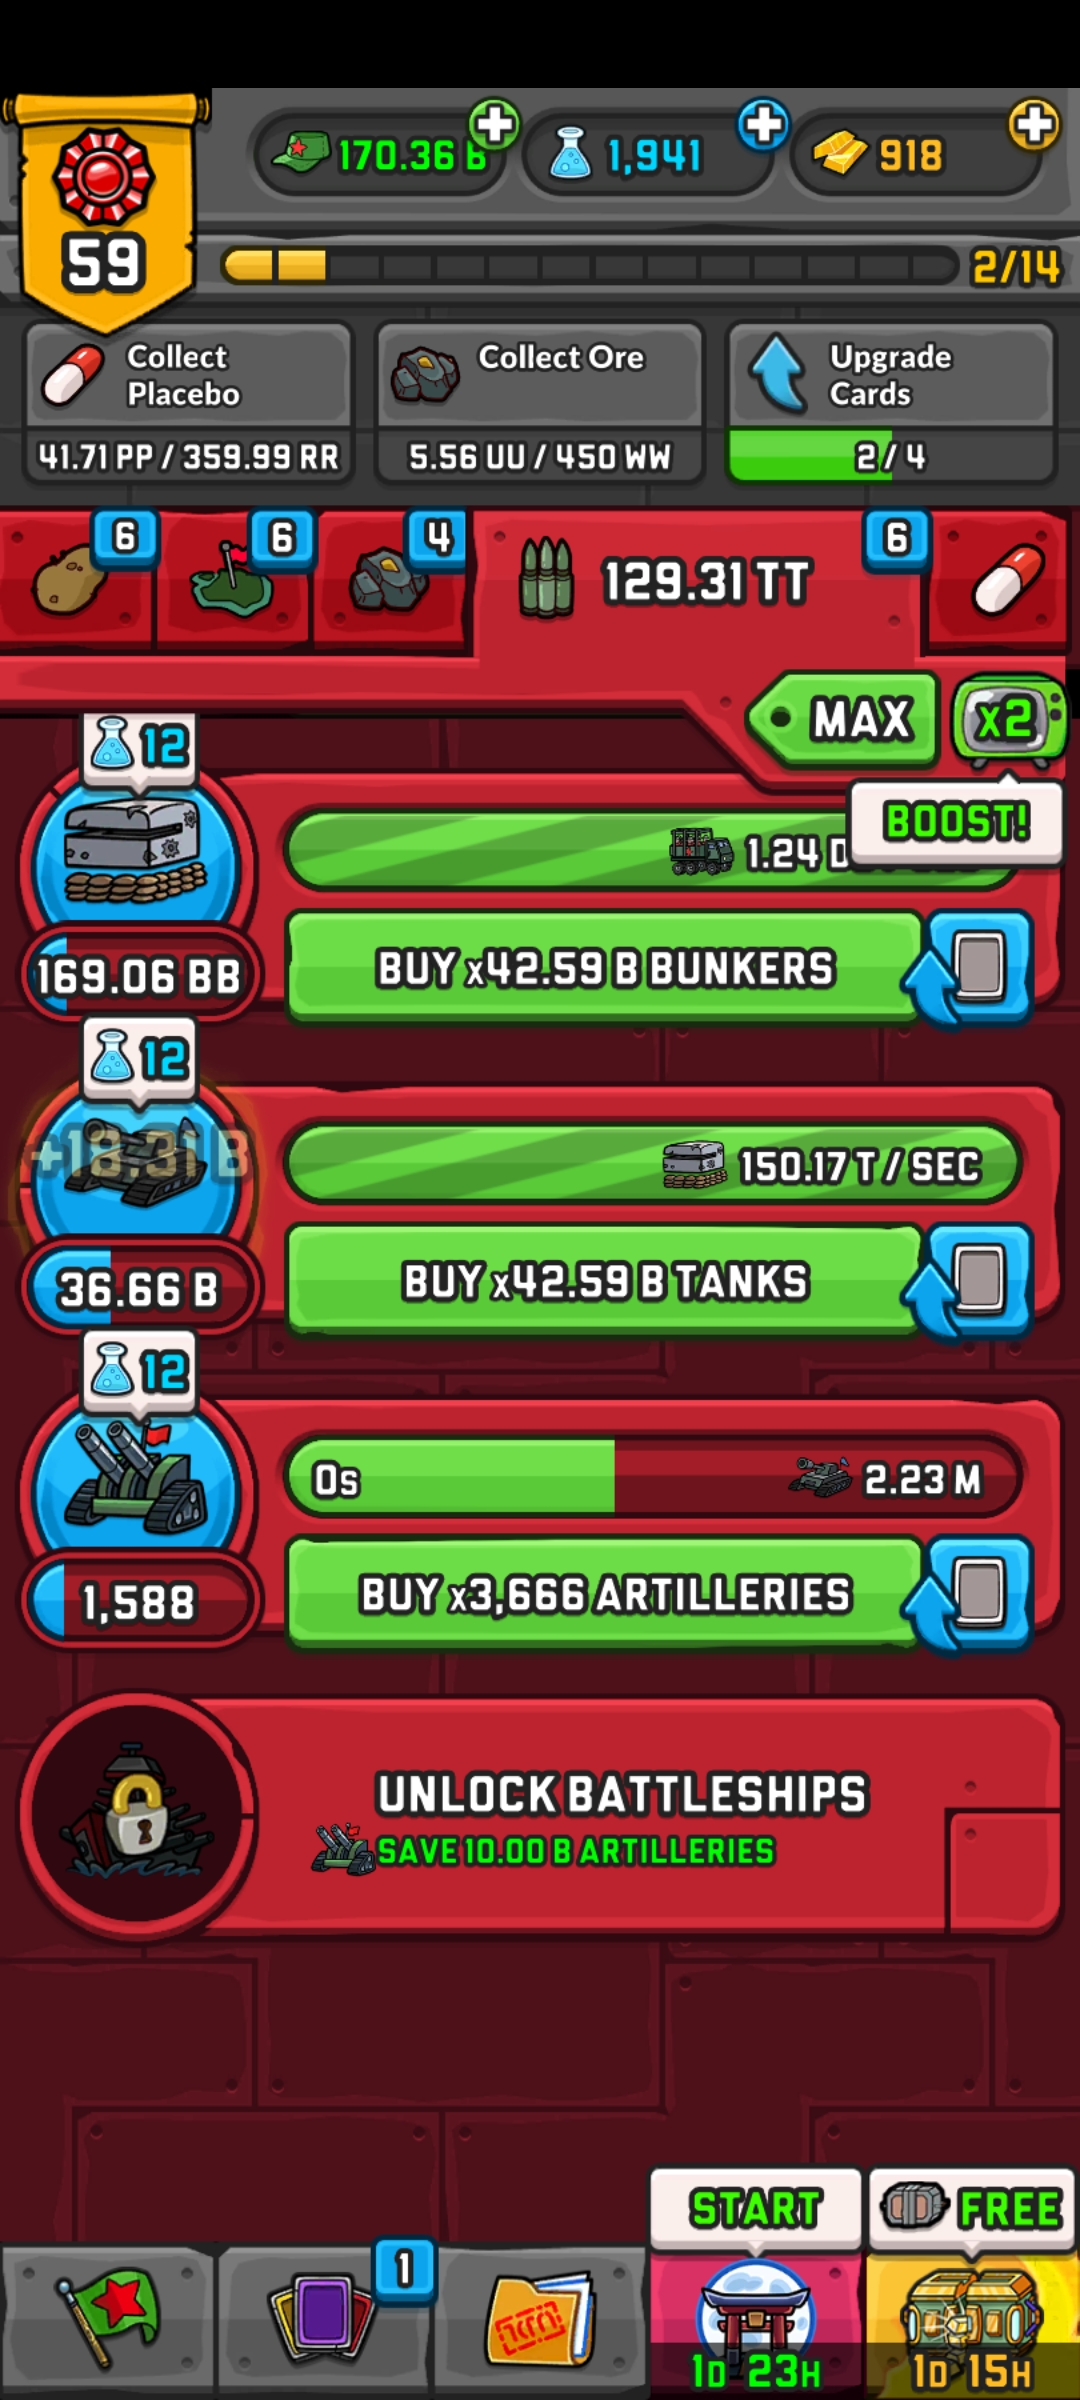 170.36 B
1,941
918
59
2/14
Collect
Placebo
41.71 PP / 359.99 RR
Collect Ore
5.56 UU / 450 WW
Upgrade
Cards
2 / 4
6
6
4
129.31 TT
6
MAX
x2
BOOST!
12
1.24
169.06 BB
BUY x42.59 B BUNKERS
12
+18.31 B
150.17 T / SEC
36.66 B
BUY x42.59 B TANKS
12
0s
2.23 M
1,588
BUY x3,666 ARTILLERIES
UNLOCK BATTLESHIPS
SAVE 10.00 B ARTILLERIES
START
FREE
1
1D 23H
1D 15H